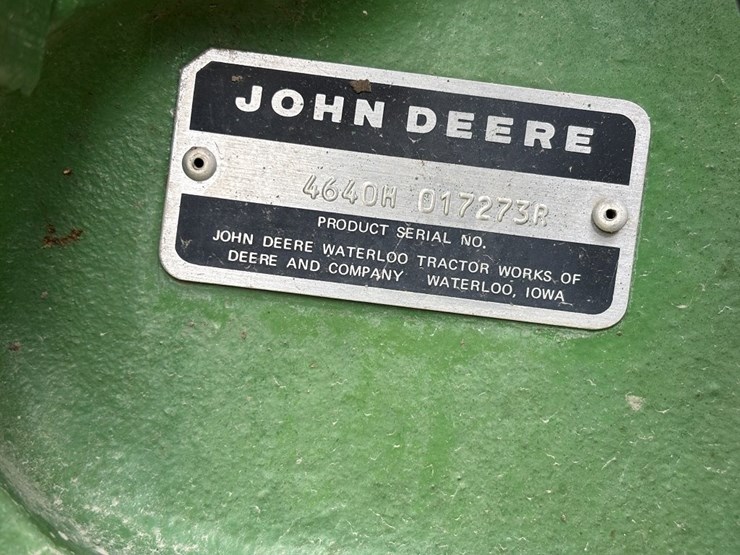 JOHN DEERE
4640H 017273R
PRODUCT SERIAL NO.
JOHN DEERE WATERLOO TRACTOR WORKS OF
DEERE AND COMPANY WATERLOO, IOWA